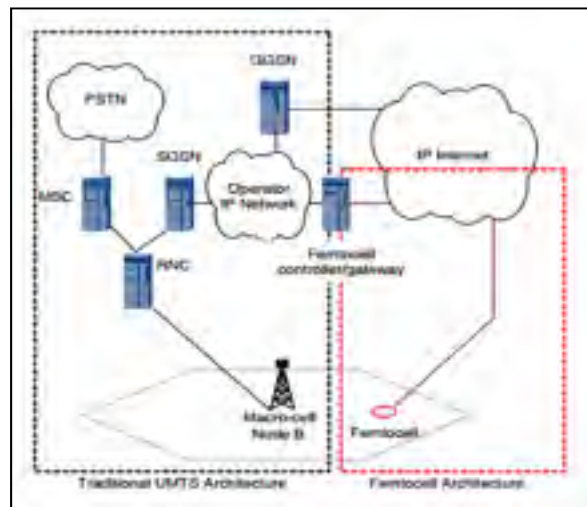 GGSN
PSTN
SGSN
IP Internet
MSC
Operator
IP Network
RNC
Femtocell
controller/gateway
Macro-cell
Node B
Femtocell
Traditional UMTS Architecture
Femtocell Architecture